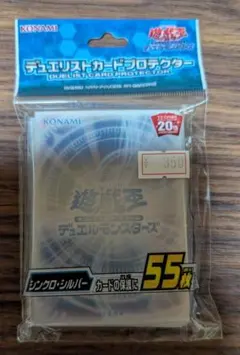 KONAMI
遊戯王
デュエリストカードプロテクター
DUELIST CARD PROTECTOR
KONAMI
20th
遊戯王
デュエルモンスターズ
シンクロ・シルバー
カードの保護に
55枚